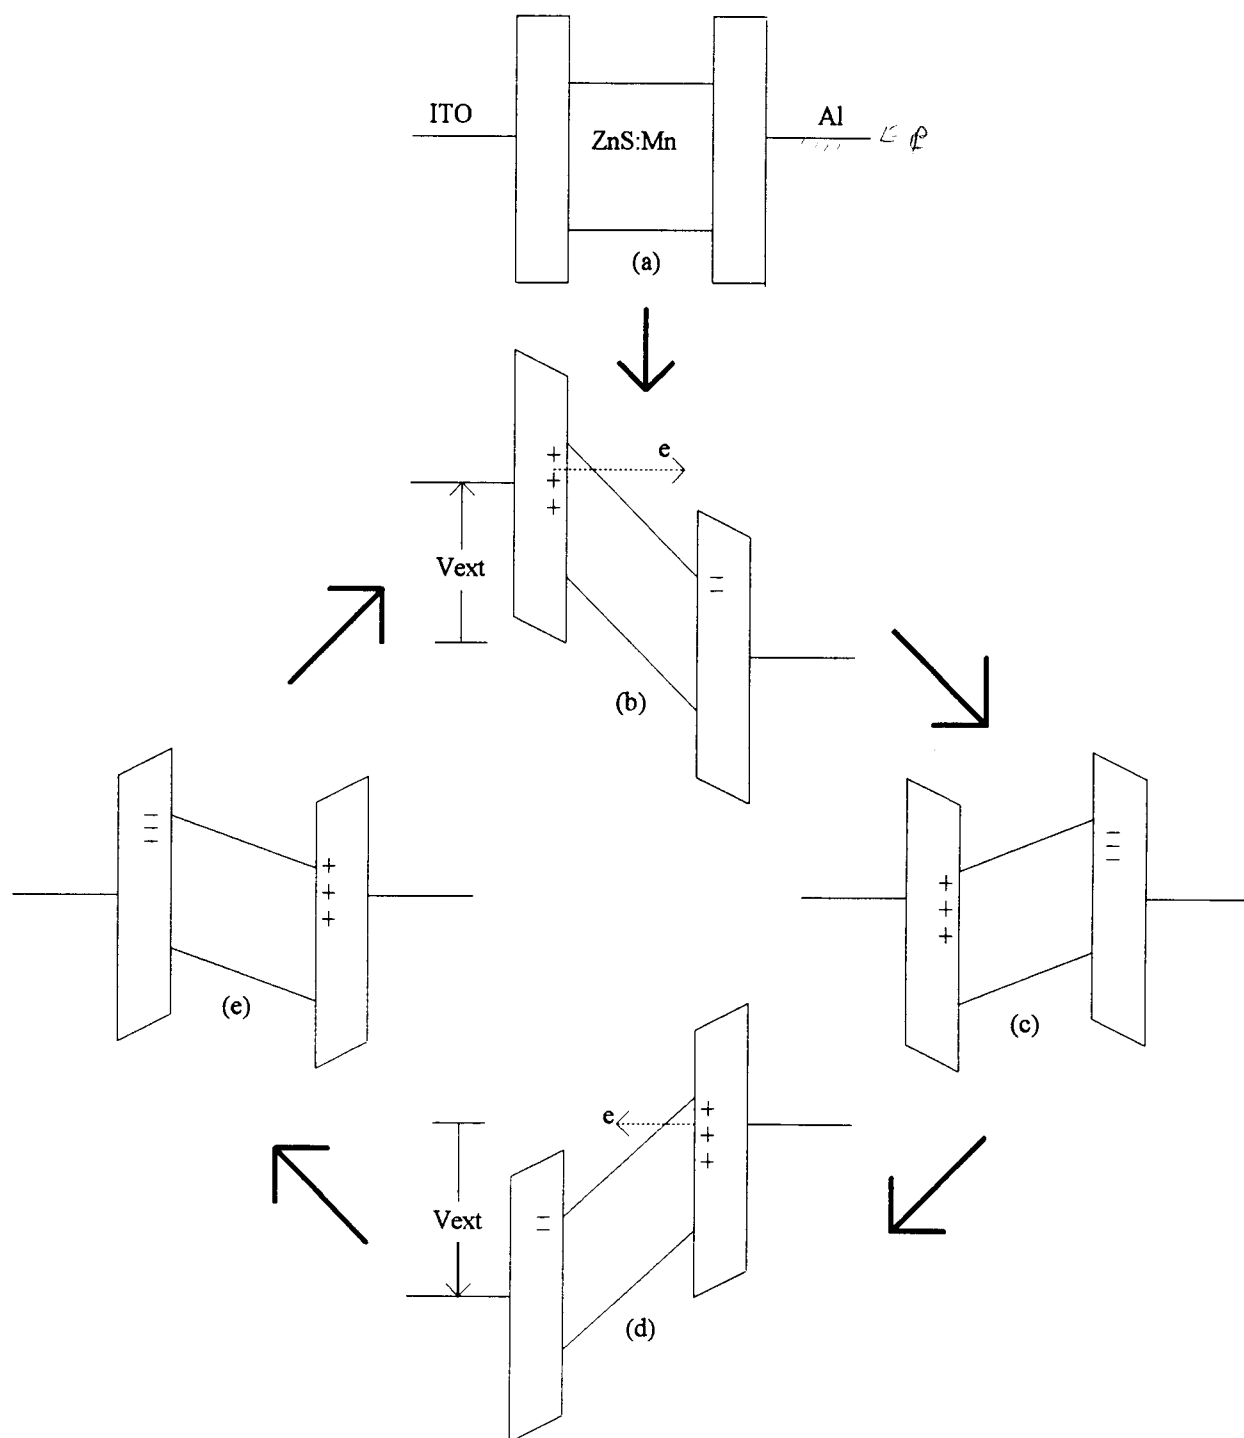 ITO
Al
ZnS:Mn
(a)
+
+
+
e
Vext
(b)
+
+
+
(e)
+
+
+
(c)
+
+
+
e
Vext
(d)